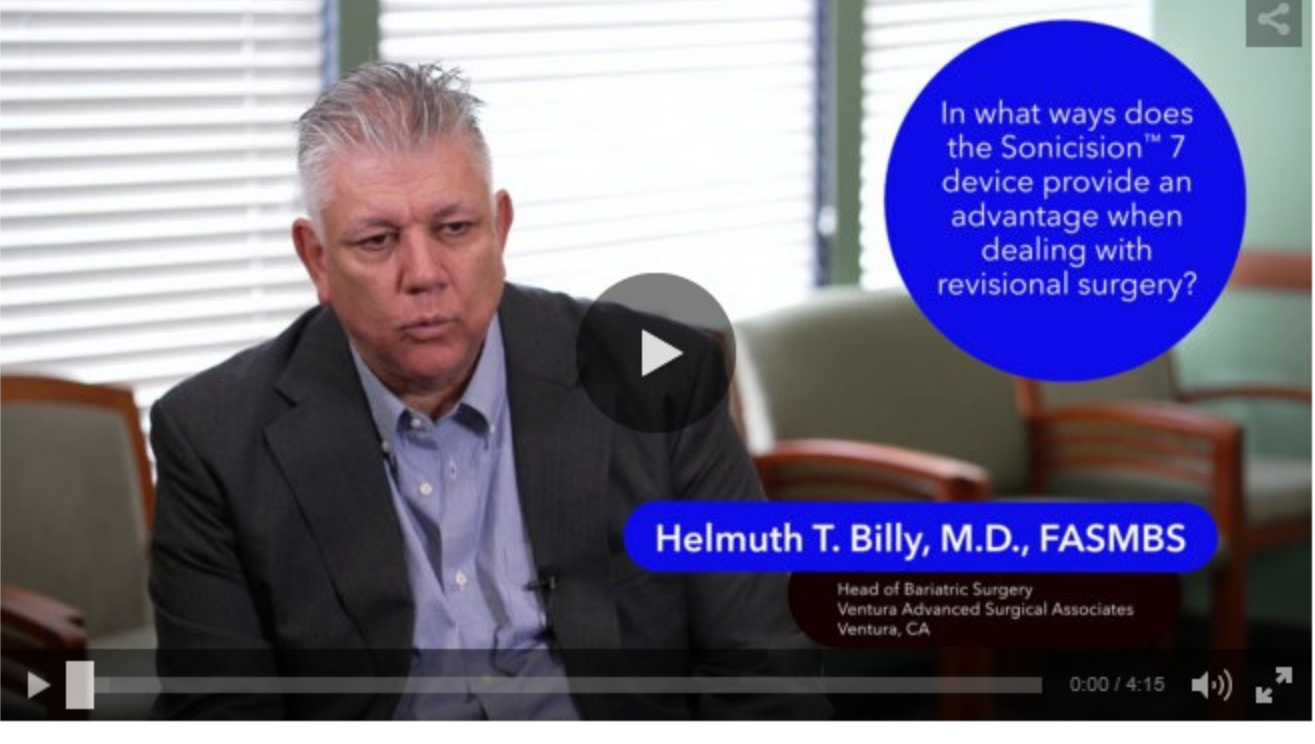 In what ways does
the Sonicision™ 7
device provide an
advantage when
dealing with
revisional surgery?
Helmuth T. Billy, M.D., FASMBS
Head of Bariatric Surgery
Ventura Advanced Surgical Associates
Ventura, CA
0:00 / 4:15